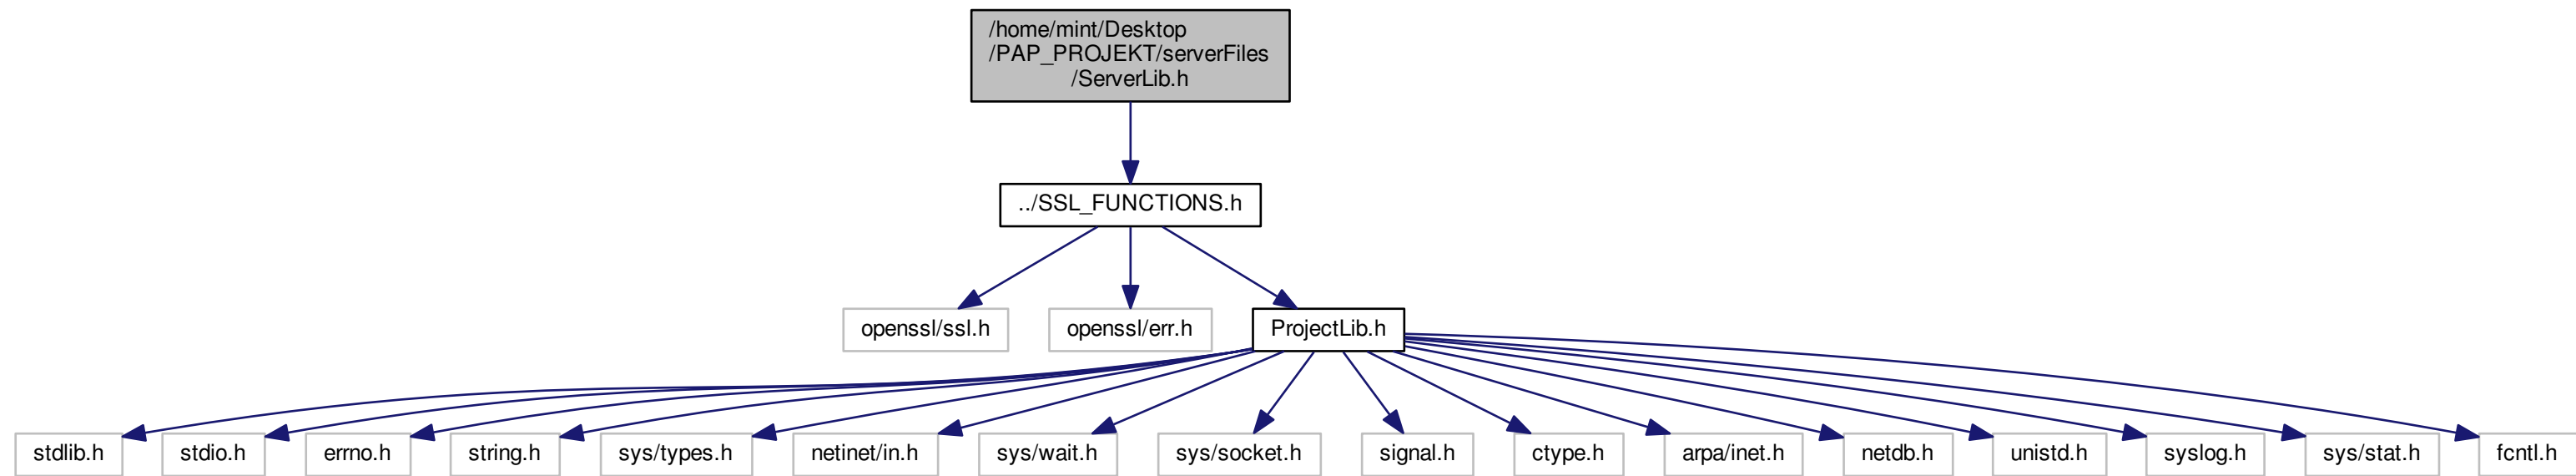 /home/mint/Desktop
/PAP_PROJEKT/serverFiles
/ServerLib.h
../SSL_FUNCTIONS.h
openssl/ssl.h
openssl/err.h
ProjectLib.h
stdlib.h
stdio.h
errno.h
string.h
sys/types.h
netinet/in.h
sys/wait.h
sys/socket.h
signal.h
ctype.h
arpa/inet.h
netdb.h
unistd.h
syslog.h
sys/stat.h
fcntl.h